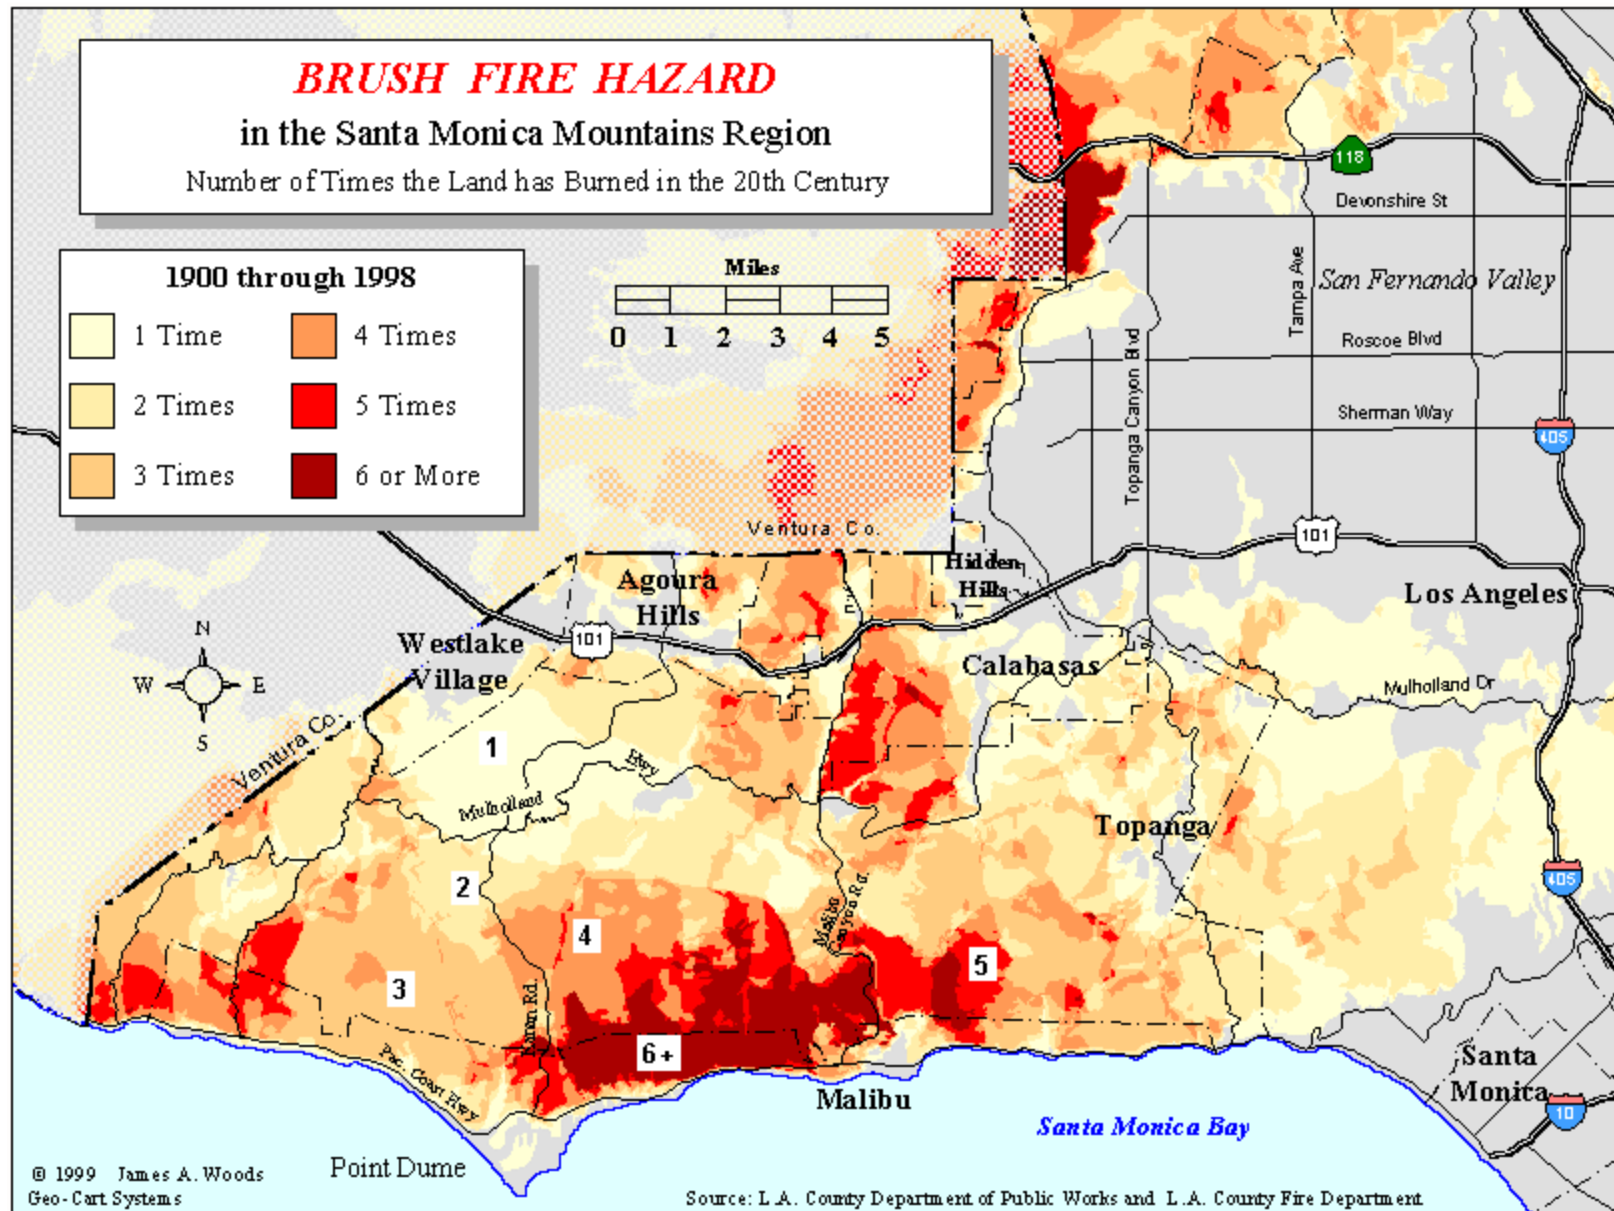 BRUSH FIRE HAZARD
in the Santa Monica Mountains Region
Number of Times the Land has Burned in the 20th Century
1900 through 1998
1 Time
4 Times
2 Times
5 Times
3 Times
6 or More
Miles
0 1 2 3 4 5
118
Devonshire St
San Fernando Valley
Tampa Ave
Roscoe Blvd
Topanga Canyon Blvd
Sherman Way
405
Ventura Co.
101
Hidden
Hills
Agoura
Hills
Los Angeles
101
Westlake
Village
N
W E
S
Calabasas
Mulholland Dr
Ventura Co.
1
Hwy
Mulholland
Topanga
405
2
Malibu
Canyon Rd.
4
5
3
Kanan Rd.
6+
Pac. Coast Hwy
Santa
Monica
10
Malibu
Santa Monica Bay
Point Dume
© 1999 James A. Woods
Geo-Cart Systems
Source: L.A. County Department of Public Works and L.A. County Fire Department